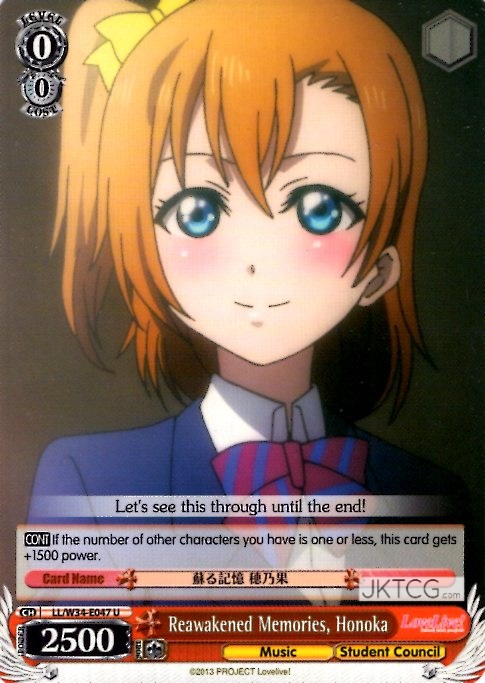 LEVEL
0
0
COST
Let's see this through until the end!
CONT If the number of other characters you have is one or less, this card gets
+1500 power.
Card Name
蘇る記憶 穂乃果
JKTCG.com
CH LL/W34-E047 U
POWER 2500 SOUL
Reawakened Memories, Honoka
LoveLive!
Music
Student Council
©2013 PROJECT Lovelive!